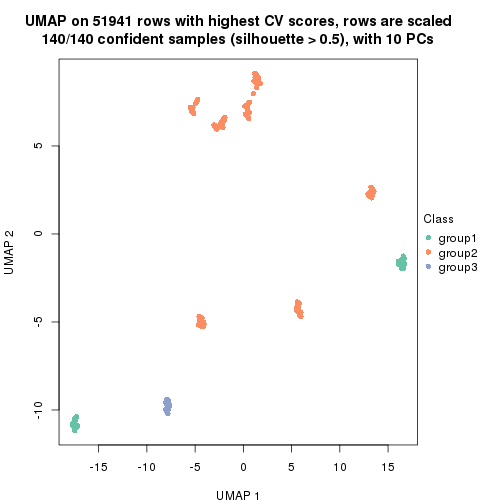 UMAP on 51941 rows with highest CV scores, rows are scaled
140/140 confident samples (silhouette > 0.5), with 10 PCs
5
0
-5
-10
UMAP 2
-15
-10
-5
0
5
10
15
UMAP 1
Class
group1
group2
group3